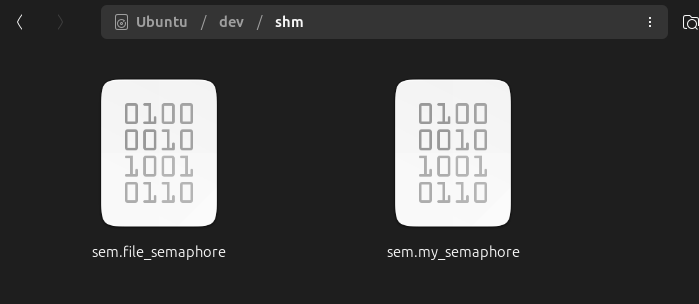 Ubuntu / dev / shm
0100 0100
0010 0010
1001 1001
0110 0110
sem.file_semaphore sem.my_semaphore